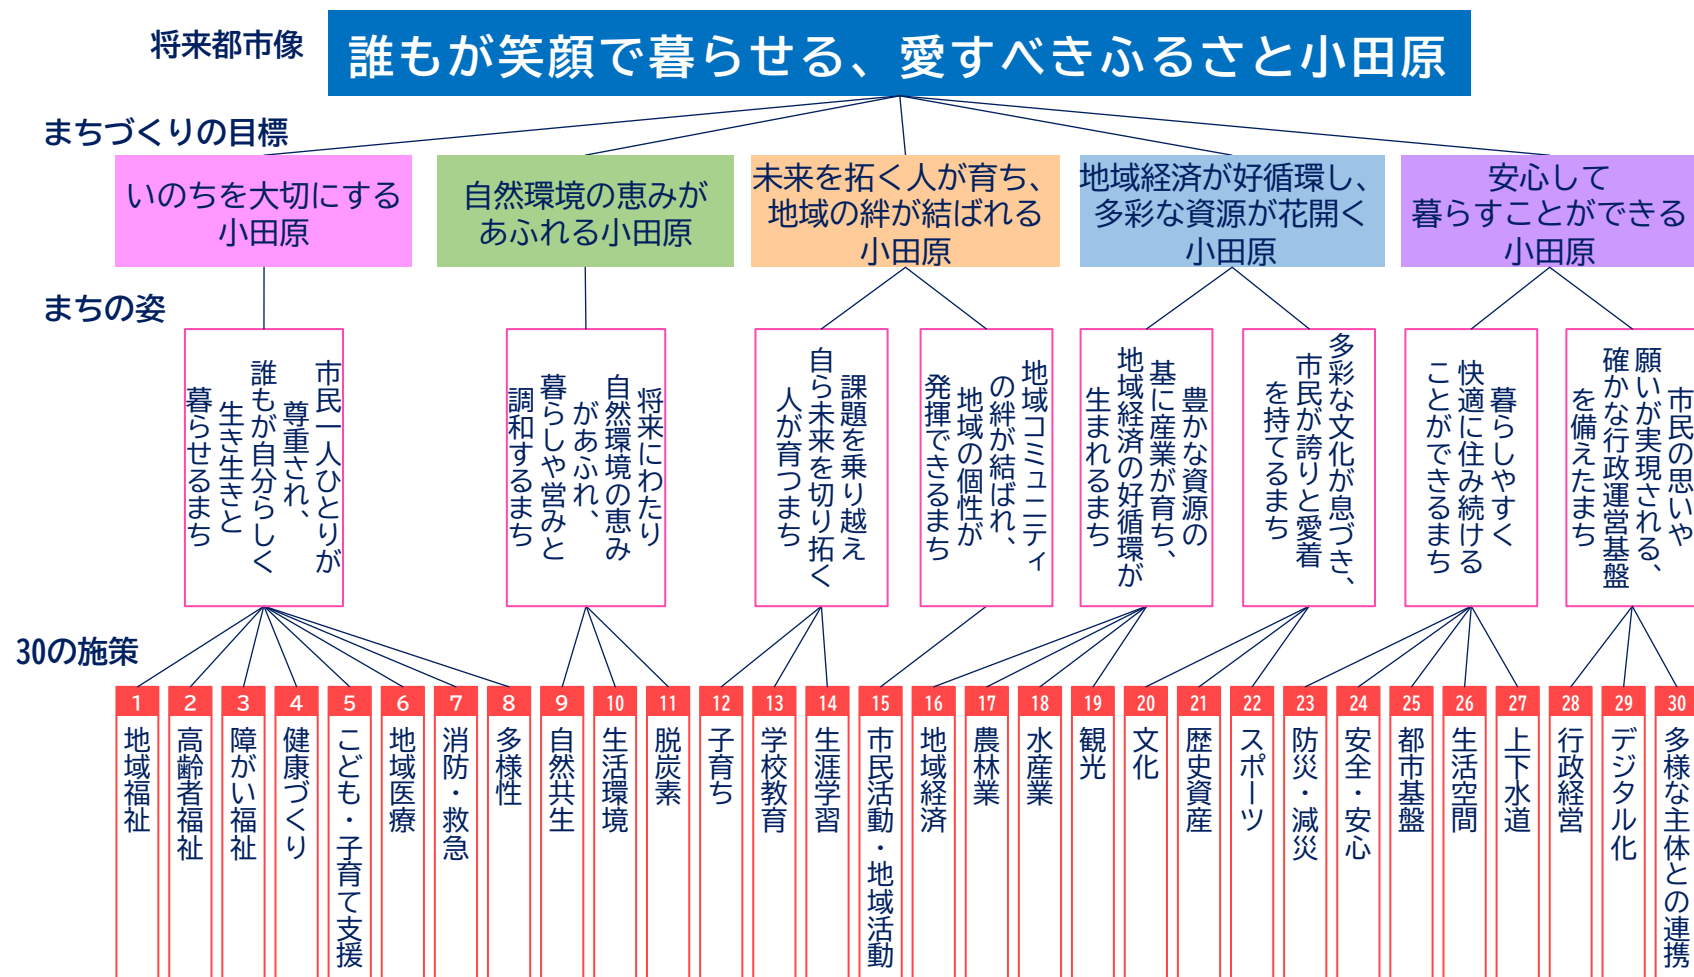 将来都市像
誰もが笑顔で暮らせる、愛すべきふるさと小田原
まちづくりの目標
いのちを大切にする
小田原
自然環境の恵みが
あふれる小田原
未来を拓く人が育ち、
地域の絆が結ばれる
小田原
地域経済が好循環し、
多彩な資源が花開く
小田原
安心して
暮らすことができる
小田原
まちの姿
市民一人ひとりが
尊重され、
誰もが自分らしく
生き生きと
暮らせるまち
将来にわたり
自然環境の恵み
があふれ、
暮らしや営みと
調和するまち
課題を乗り越え
自ら未来を切り拓く
人が育つまち
地域コミュニティ
の絆が結ばれ、
地域の個性が
発揮できるまち
豊かな資源の
基に産業が育ち、
地域経済の好循環が
生まれるまち
多彩な文化が息づき、
市民が誇りと愛着
を持てるまち
暮らしやすく
快適に住み続ける
ことができるまち
市民の思いや
願いが実現される、
確かな行政運営基盤
を備えたまち
30の施策
1
地域福祉
2
高齢者福祉
3
障がい福祉
4
健康づくり
5
こども・子育て支援
6
地域医療
7
消防・救急
8
多様性
9
自然共生
10
生活環境
11
脱炭素
12
子育ち
13
学校教育
14
生涯学習
15
市民活動・地域活動
16
地域経済
17
農林業
18
水産業
19
観光
20
文化
21
歴史資産
22
スポーツ
23
防災・減災
24
安全・安心
25
都市基盤
26
生活空間
27
上下水道
28
行政経営
29
デジタル化
30
多様な主体との連携